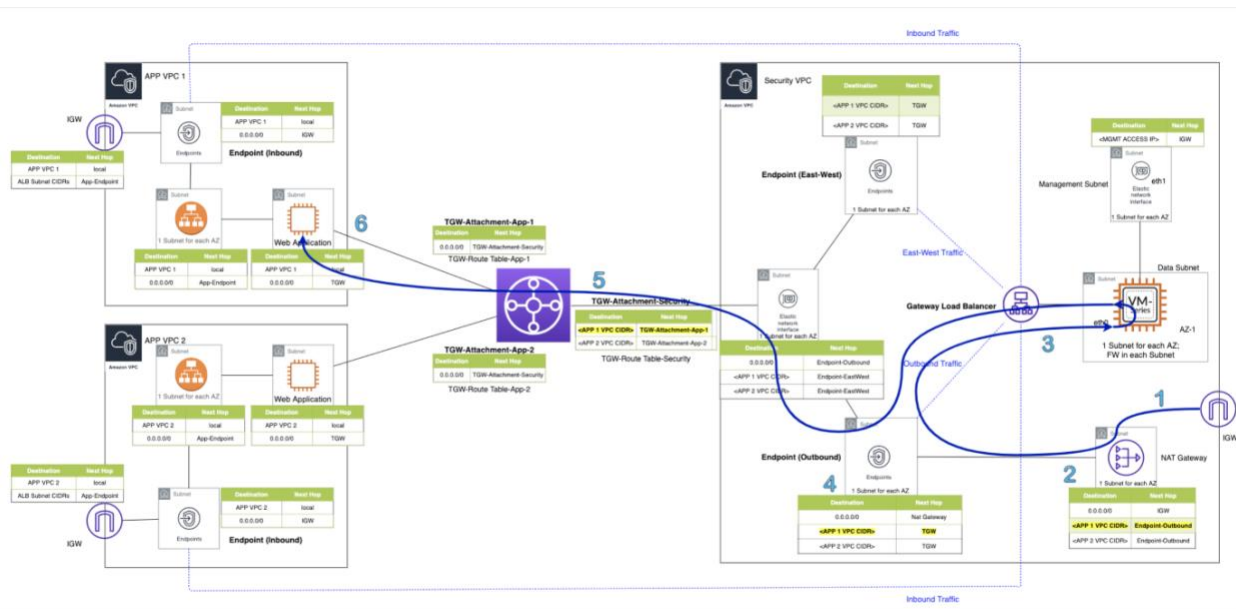 Inbound Traffic
APP VPC 1
Amazon VPC
IGW
Subnet
Endpoints
Destination Next Hop
APP VPC 1 local
0.0.0.0/0 IGW
Endpoint (Inbound)
Destination Next Hop
APP VPC 1 local
ALB Subnet CIDRs App-Endpoint
Subnet
1 Subnet for each AZ
Subnet
Web Application
6
Destination Next Hop
APP VPC 1 local
0.0.0.0/0 App-Endpoint
Destination Next Hop
APP VPC 1 local
0.0.0.0/0 TGW
APP VPC 2
Amazon VPC
Subnet
1 Subnet for each AZ
Subnet
Web Application
Destination Next Hop
APP VPC 2 local
0.0.0.0/0 App-Endpoint
Destination Next Hop
APP VPC 2 local
0.0.0.0/0 TGW
Destination Next Hop
APP VPC 2 local
ALB Subnet CIDRs App-Endpoint
IGW
Subnet
Endpoints
Destination Next Hop
APP VPC 2 local
0.0.0.0/0 IGW
Endpoint (Inbound)
TGW-Attachment-App-1
Destination Next Hop
0.0.0.0/0 TGW-Attachment-Security
TGW-Route Table-App-1
5
TGW-Attachment-Security
Destination Next Hop
<APP 1 VPC CIDR> TGW-Attachment-App-1
<APP 2 VPC CIDR> TGW-Attachment-App-2
TGW-Route Table-Security
TGW-Attachment-App-2
Destination Next Hop
0.0.0.0/0 TGW-Attachment-Security
TGW-Route Table-App-2
Security VPC
Amazon VPC
Destination Next Hop
<APP 1 VPC CIDR> TGW
<APP 2 VPC CIDR> TGW
Subnet
Endpoint (East-West)
Endpoints
1 Subnet for each AZ
Destination Next Hop
<MGMT ACCESS IP> IGW
Subnet
Management Subnet
eth1
Elastic
network
interface
1 Subnet for each AZ
East-West Traffic
Subnet
Elastic
network
interface
1 Subnet for each AZ
Destination Next Hop
0.0.0.0/0 Endpoint-Outbound
<APP 1 VPC CIDR> Endpoint-EastWest
<APP 2 VPC CIDR> Endpoint-EastWest
Gateway Load Balancer
Data Subnet
Subnet
VM-
Series
eth0
AZ-1
1 Subnet for each AZ;
FW in each Subnet
3
Outbound Traffic
1
IGW
Subnet
Endpoint (Outbound)
Endpoints
1 Subnet for each AZ
4
Destination Next Hop
0.0.0.0/0 Nat Gateway
<APP 1 VPC CIDR> TGW
<APP 2 VPC CIDR> TGW
Subnet
NAT Gateway
2
1 Subnet for each AZ
Destination Next Hop
0.0.0.0/0 IGW
<APP 1 VPC CIDR> Endpoint-Outbound
<APP 2 VPC CIDR> Endpoint-Outbound
Inbound Traffic